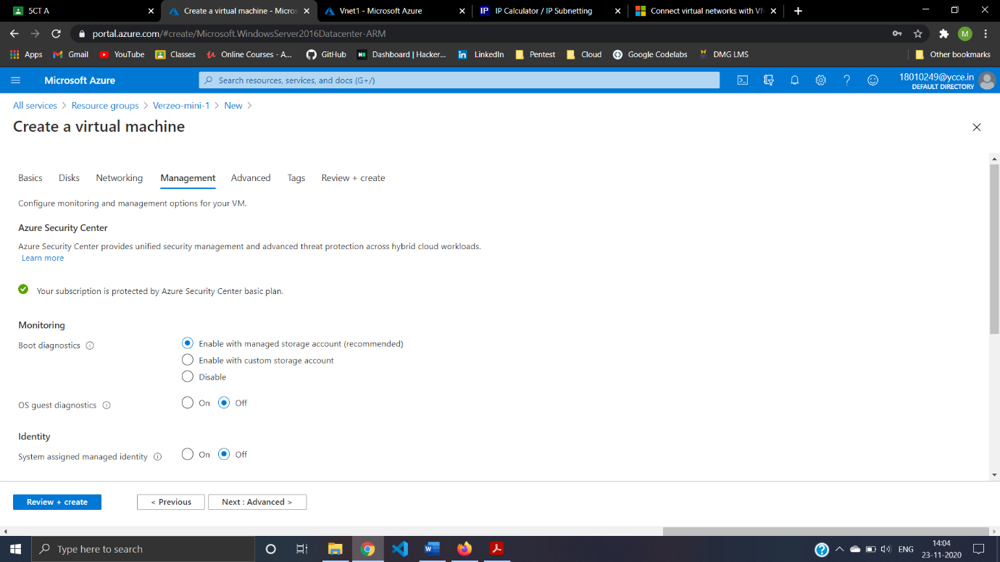 5CT A
Create a virtual machine - Micros
Vnet1 - Microsoft Azure
IP
IP Calculator / IP Subnetting
Connect virtual networks with VN
portal.azure.com/#create/Microsoft.WindowsServer2016Datacenter-ARM
M
Apps
Gmail
YouTube
Classes
Online Courses - A...
GitHub
Dashboard | Hacker...
LinkedIn
Pentest
Cloud
Google Codelabs
DMG LMS
Other bookmarks
Microsoft Azure
Search resources, services, and docs (G+/)
18010249@ycce.in
DEFAULT DIRECTORY
All services > Resource groups > Verzeo-mini-1 > New >
Create a virtual machine
Basics Disks Networking Management Advanced Tags Review + create
Configure monitoring and management options for your VM.
Azure Security Center
Azure Security Center provides unified security management and advanced threat protection across hybrid cloud workloads.
Learn more
Your subscription is protected by Azure Security Center basic plan.
Monitoring
Boot diagnostics
Enable with managed storage account (recommended)
Enable with custom storage account
Disable
OS guest diagnostics
On Off
Identity
System assigned managed identity
On Off
Review + create
< Previous
Next : Advanced >
Type here to search
ENG
14:04
23-11-2020